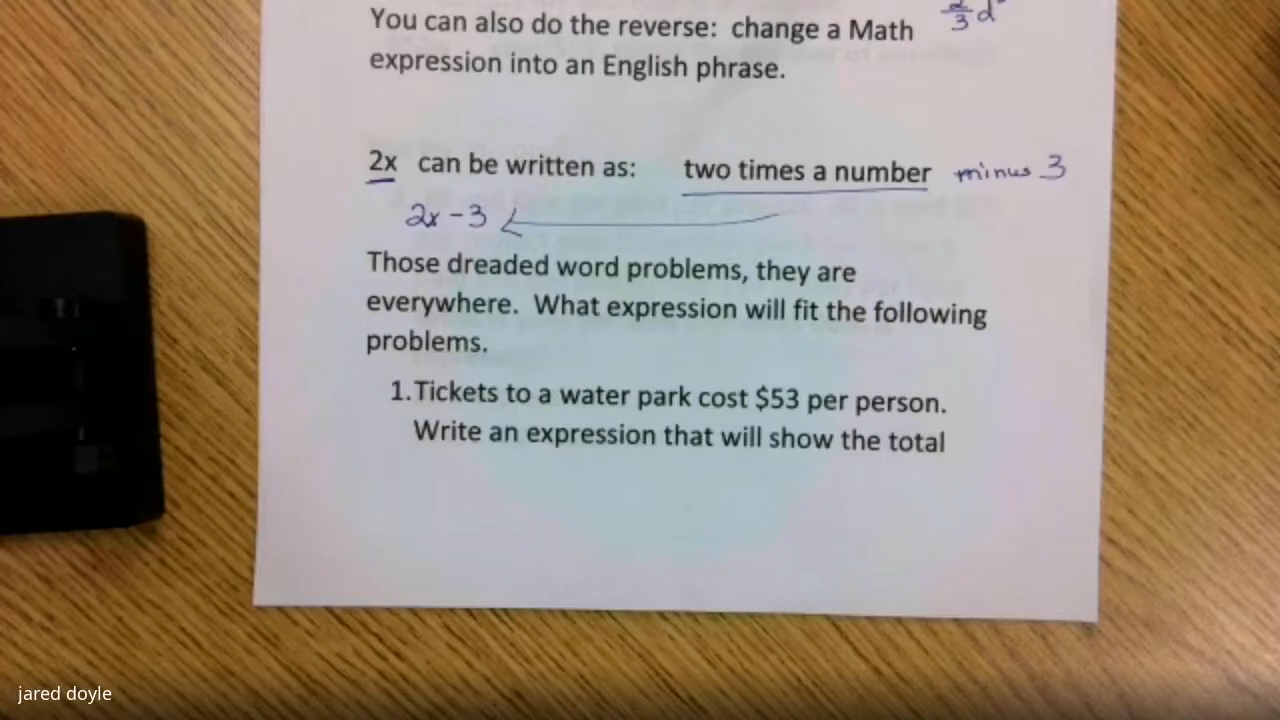 You can also do the reverse: change a Math
expression into an English phrase.
2x can be written as: two times a number minus 3
2x - 3
Those dreaded word problems, they are
everywhere. What expression will fit the following
problems.
1. Tickets to a water park cost $53 per person.
Write an expression that will show the total
jared doyle